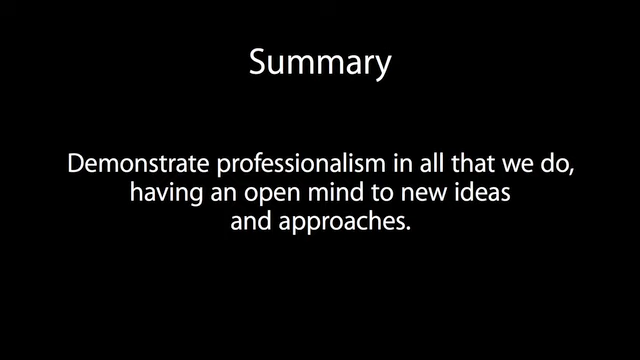 Summary
Demonstrate professionalism in all that we do,
having an open mind to new ideas
and approaches.